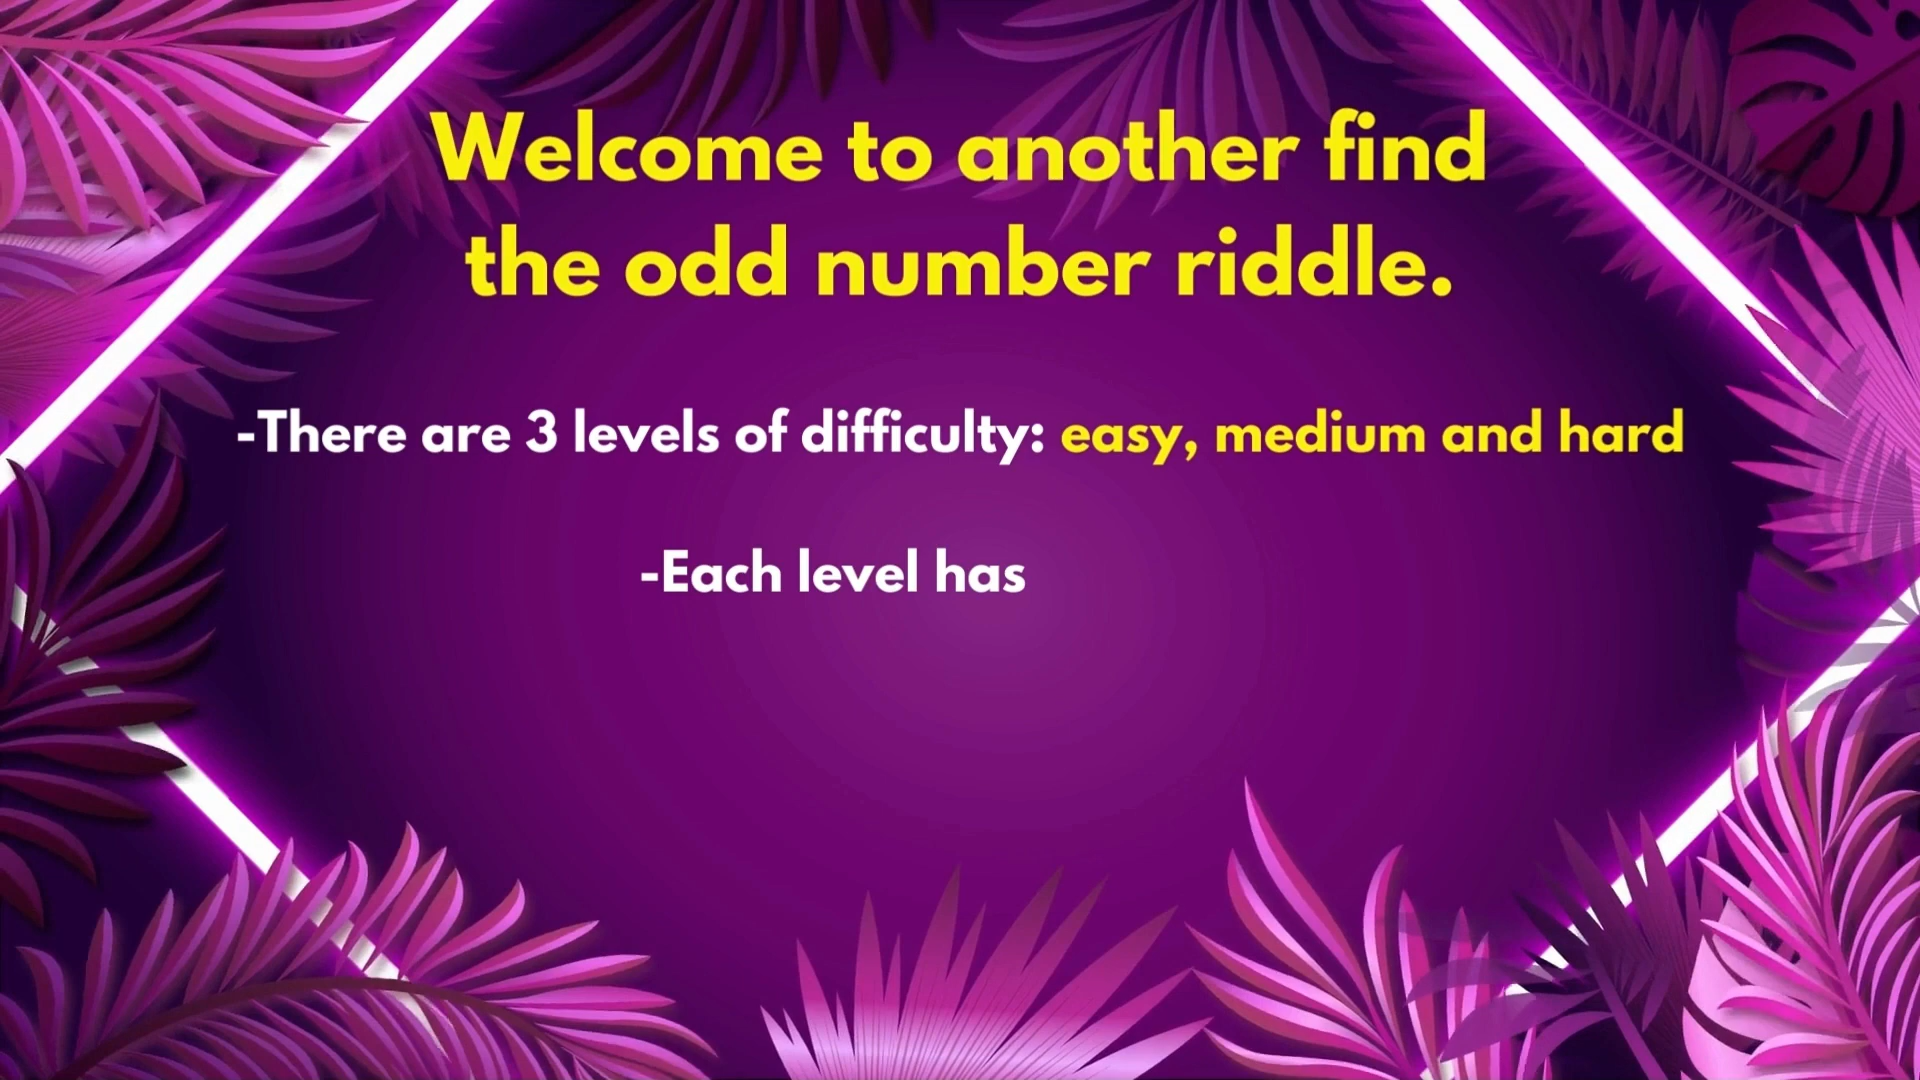 Welcome to another find
the odd number riddle.
-There are 3 levels of difficulty: easy, medium and hard
-Each level has